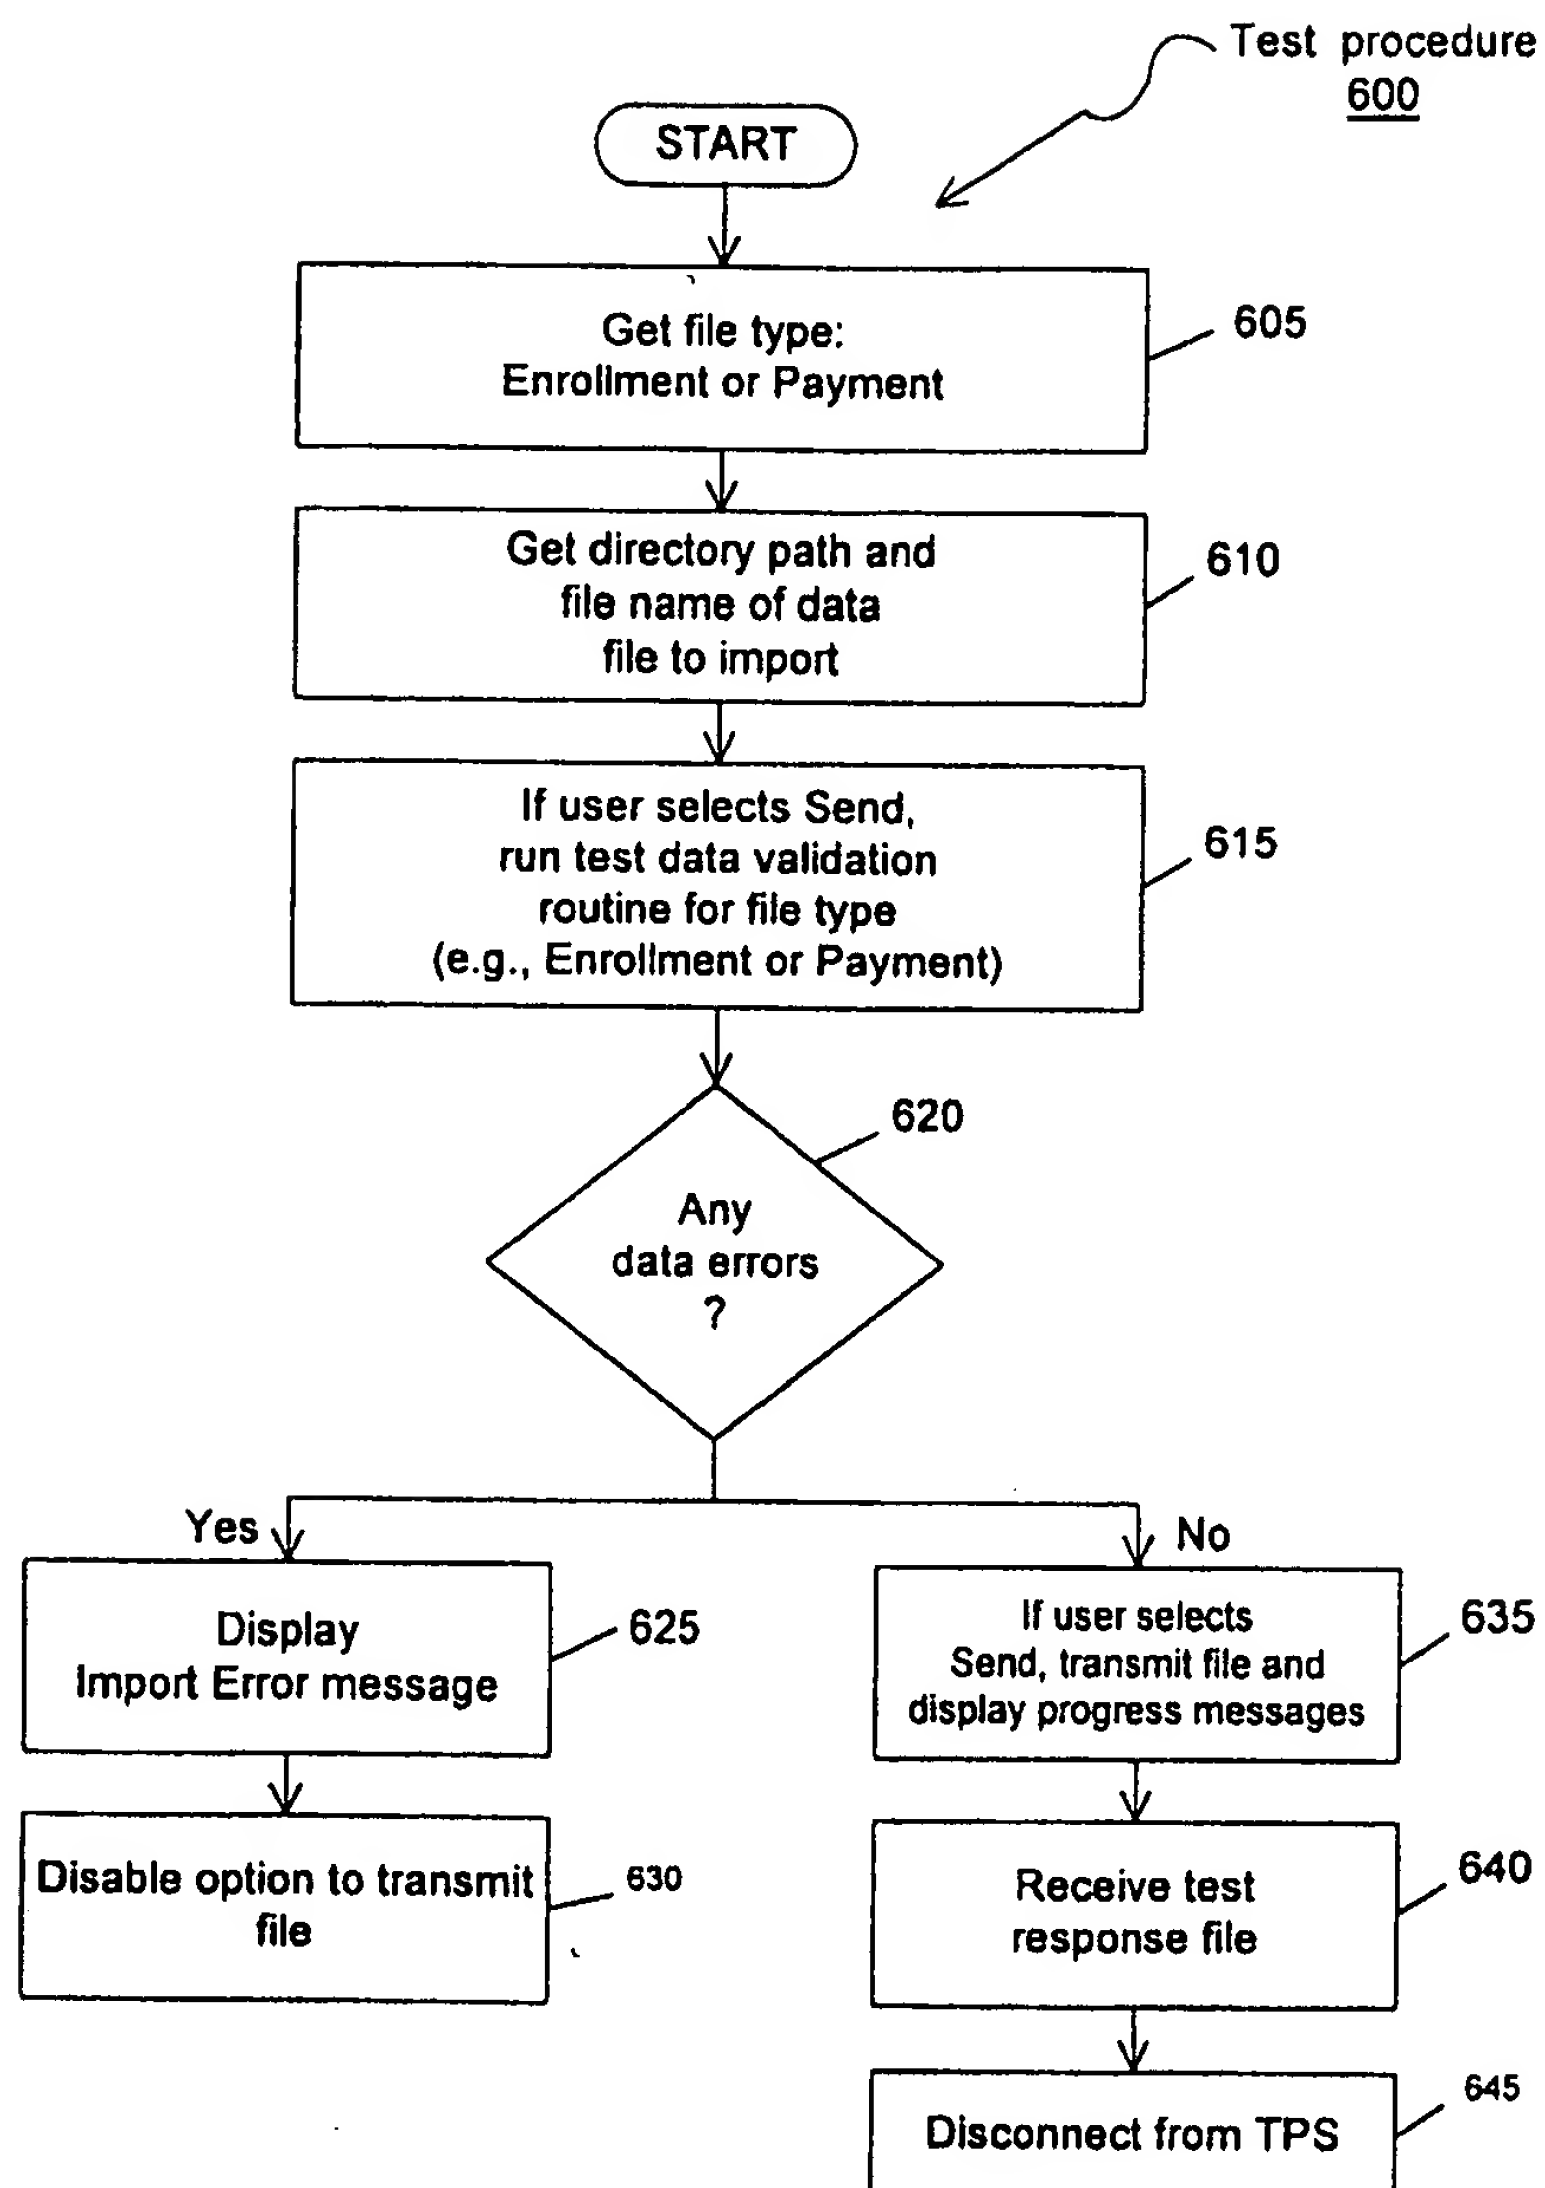 Test procedure
600
START
Get file type:
Enrollment or Payment
605
Get directory path and
file name of data
file to import
610
If user selects Send,
run test data validation
routine for file type
(e.g., Enrollment or Payment)
615
620
Any
data errors
?
Yes
No
Display
Import Error message
625
If user selects
Send, transmit file and
display progress messages
635
Disable option to transmit
file
630
Receive test
response file
640
Disconnect from TPS
645